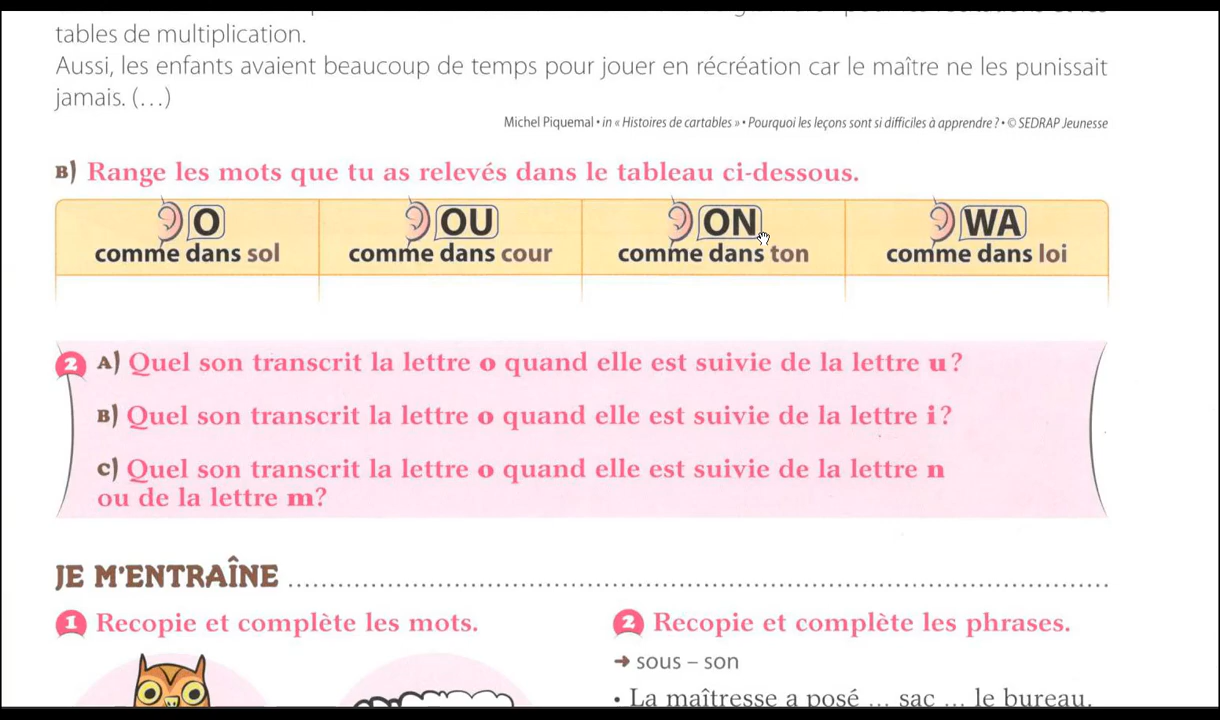 tables de multiplication.
Aussi, les enfants avaient beaucoup de temps pour jouer en récréation car le maître ne les punissait
jamais. (…)
Michel Piquemal • in « Histoires de cartables » • Pourquoi les leçons sont si difficiles à apprendre ? • © SEDRAP Jeunesse
B) Range les mots que tu as relevés dans le tableau ci-dessous.
O OU ON WA
comme dans sol comme dans cour comme dans ton comme dans loi
2 A) Quel son transcrit la lettre o quand elle est suivie de la lettre u ?
B) Quel son transcrit la lettre o quand elle est suivie de la lettre i ?
C) Quel son transcrit la lettre o quand elle est suivie de la lettre n
ou de la lettre m?
JE M'ENTRAÎNE
1 Recopie et complète les mots.
2 Recopie et complète les phrases.
➜ sous – son
• La maîtresse a posé … sac … le bureau.